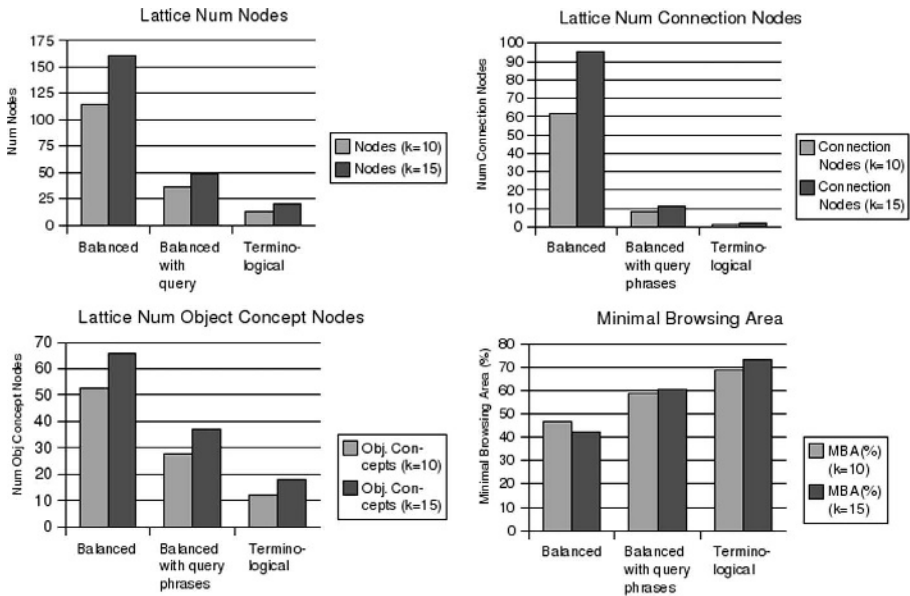 Lattice Num Nodes
Num Nodes
175
150
125
100
75
50
25
0
Balanced
Balanced
with
query
Termino-
logical
Nodes (k=10)
Nodes (k=15)
Lattice Num Connection Nodes
Num Connection Nodes
100
90
80
70
60
50
40
30
20
10
0
Balanced
Balanced
with query
phrases
Termino-
logical
Connection
Nodes (k=10)
Connection
Nodes (k=15)
Lattice Num Object Concept Nodes
Num Obj Concept Nodes
70
60
50
40
30
20
10
0
Balanced
Balanced
with query
phrases
Termino-
logical
Obj. Con-
cepts (k=10)
Obj. Con-
cepts (k=15)
Minimal Browsing Area
Minimal Browsing Area (%)
80
70
60
50
40
30
20
10
0
Balanced
Balanced
with query
phrases
Termino-
logical
MBA(%)
(k=10)
MBA(%)
(k=15)